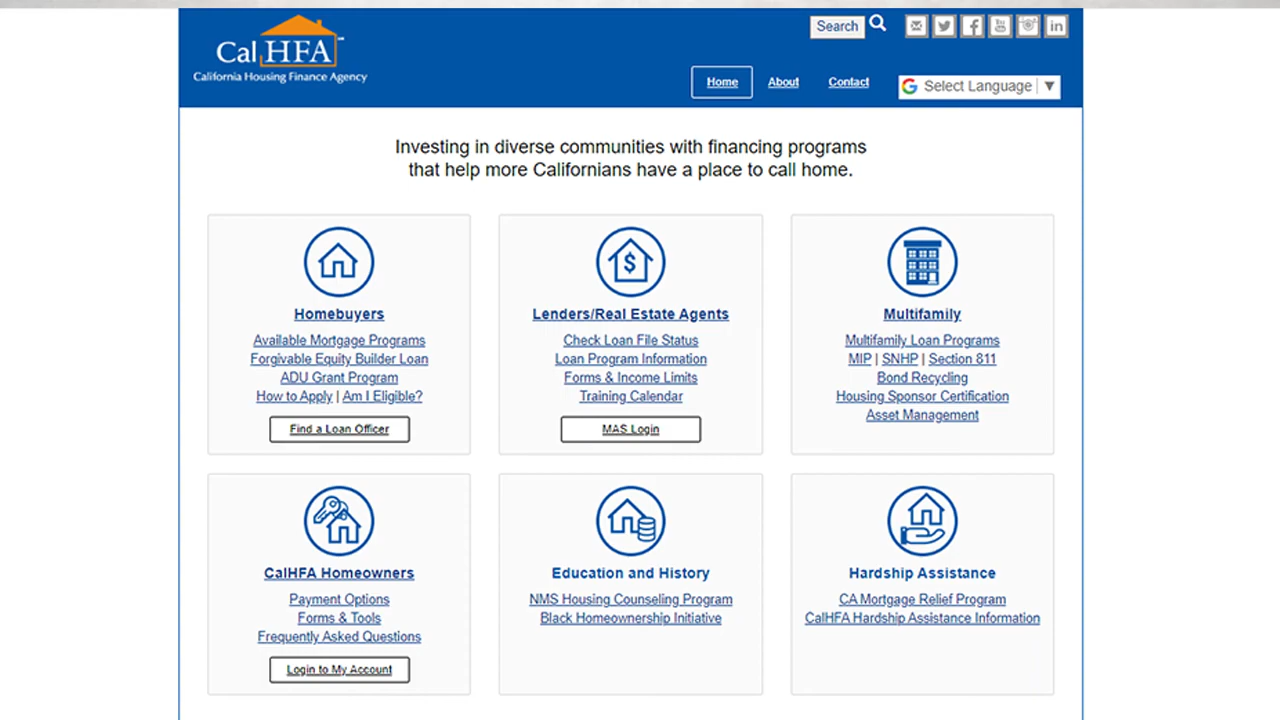 Cal HFA
California Housing Finance Agency
Search
in
Home About Contact
Select Language ▼
Investing in diverse communities with financing programs
that help more Californians have a place to call home.
Homebuyers
Available Mortgage Programs
Forgivable Equity Builder Loan
ADU Grant Program
How to Apply | Am I Eligible?
Find a Loan Officer
Lenders/Real Estate Agents
Check Loan File Status
Loan Program Information
Forms & Income Limits
Training Calendar
MAS Login
Multifamily
Multifamily Loan Programs
MIP | SNHP | Section 811
Bond Recycling
Housing Sponsor Certification
Asset Management
CalHFA Homeowners
Payment Options
Forms & Tools
Frequently Asked Questions
Login to My Account
Education and History
NMS Housing Counseling Program
Black Homeownership Initiative
Hardship Assistance
CA Mortgage Relief Program
CalHFA Hardship Assistance Information